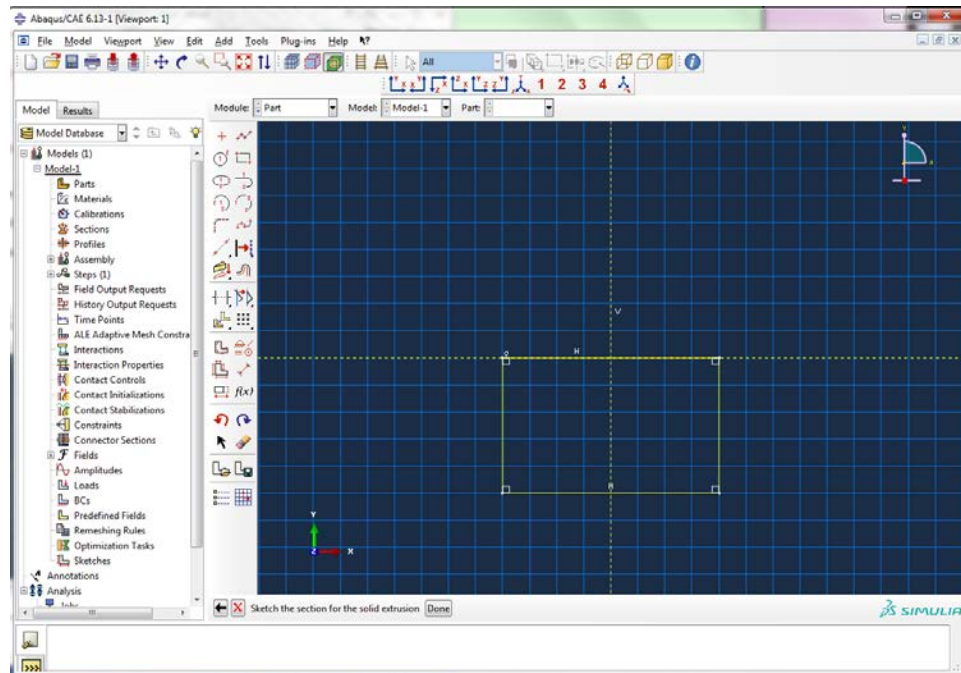 Abaqus/CAE 6.13-1 [Viewport: 1]
File Model Viewport View Edit Add Tools Plug-ins Help
All
1 2 3 4
Model Results
Module: Part Model: Model-1 Part:
Model Database
Models (1)
Model-1
Parts
Materials
Calibrations
Sections
Profiles
Assembly
Steps (1)
Field Output Requests
History Output Requests
Time Points
ALE Adaptive Mesh Constra
Interactions
Interaction Properties
Contact Controls
Contact Initializations
Contact Stabilizations
Constraints
Connector Sections
Fields
Amplitudes
Loads
BCs
Predefined Fields
Remeshing Rules
Optimization Tasks
Sketches
Annotations
Analysis
f(x)
V
H
H
Y
Z X
Sketch the section for the solid extrusion Done
SIMULIA
>>>